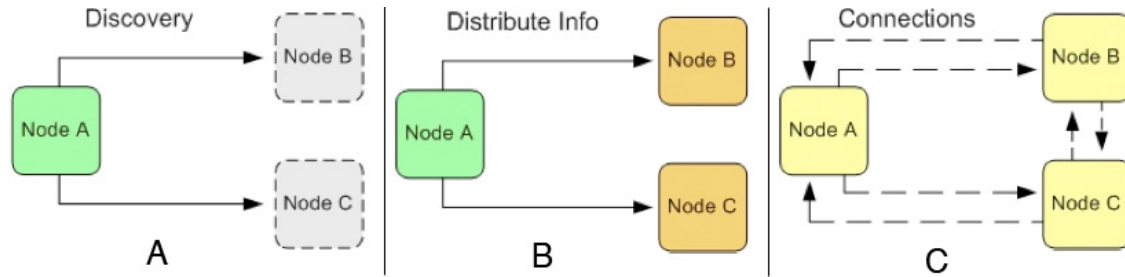 Discovery
Node B
Node A
Node C
A
Distribute Info
Node B
Node A
Node C
B
Connections
Node B
Node A
Node C
C